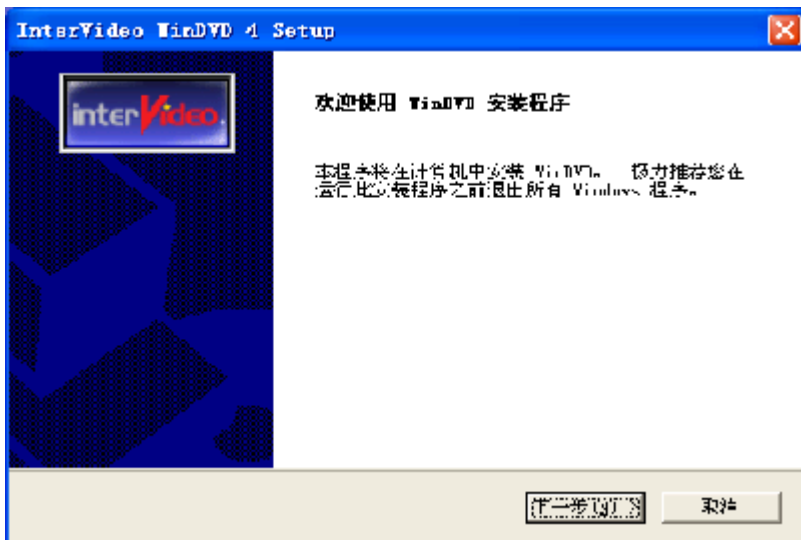 InterVideo WinDVD 4 Setup
interVideo.
欢迎使用 WinDVD 安装程序
本程序将在计算机中安装 WinDVD。 极力推荐您在
运行此安装程序之前退出所有 Windows 程序。
下一步(N) >
取消